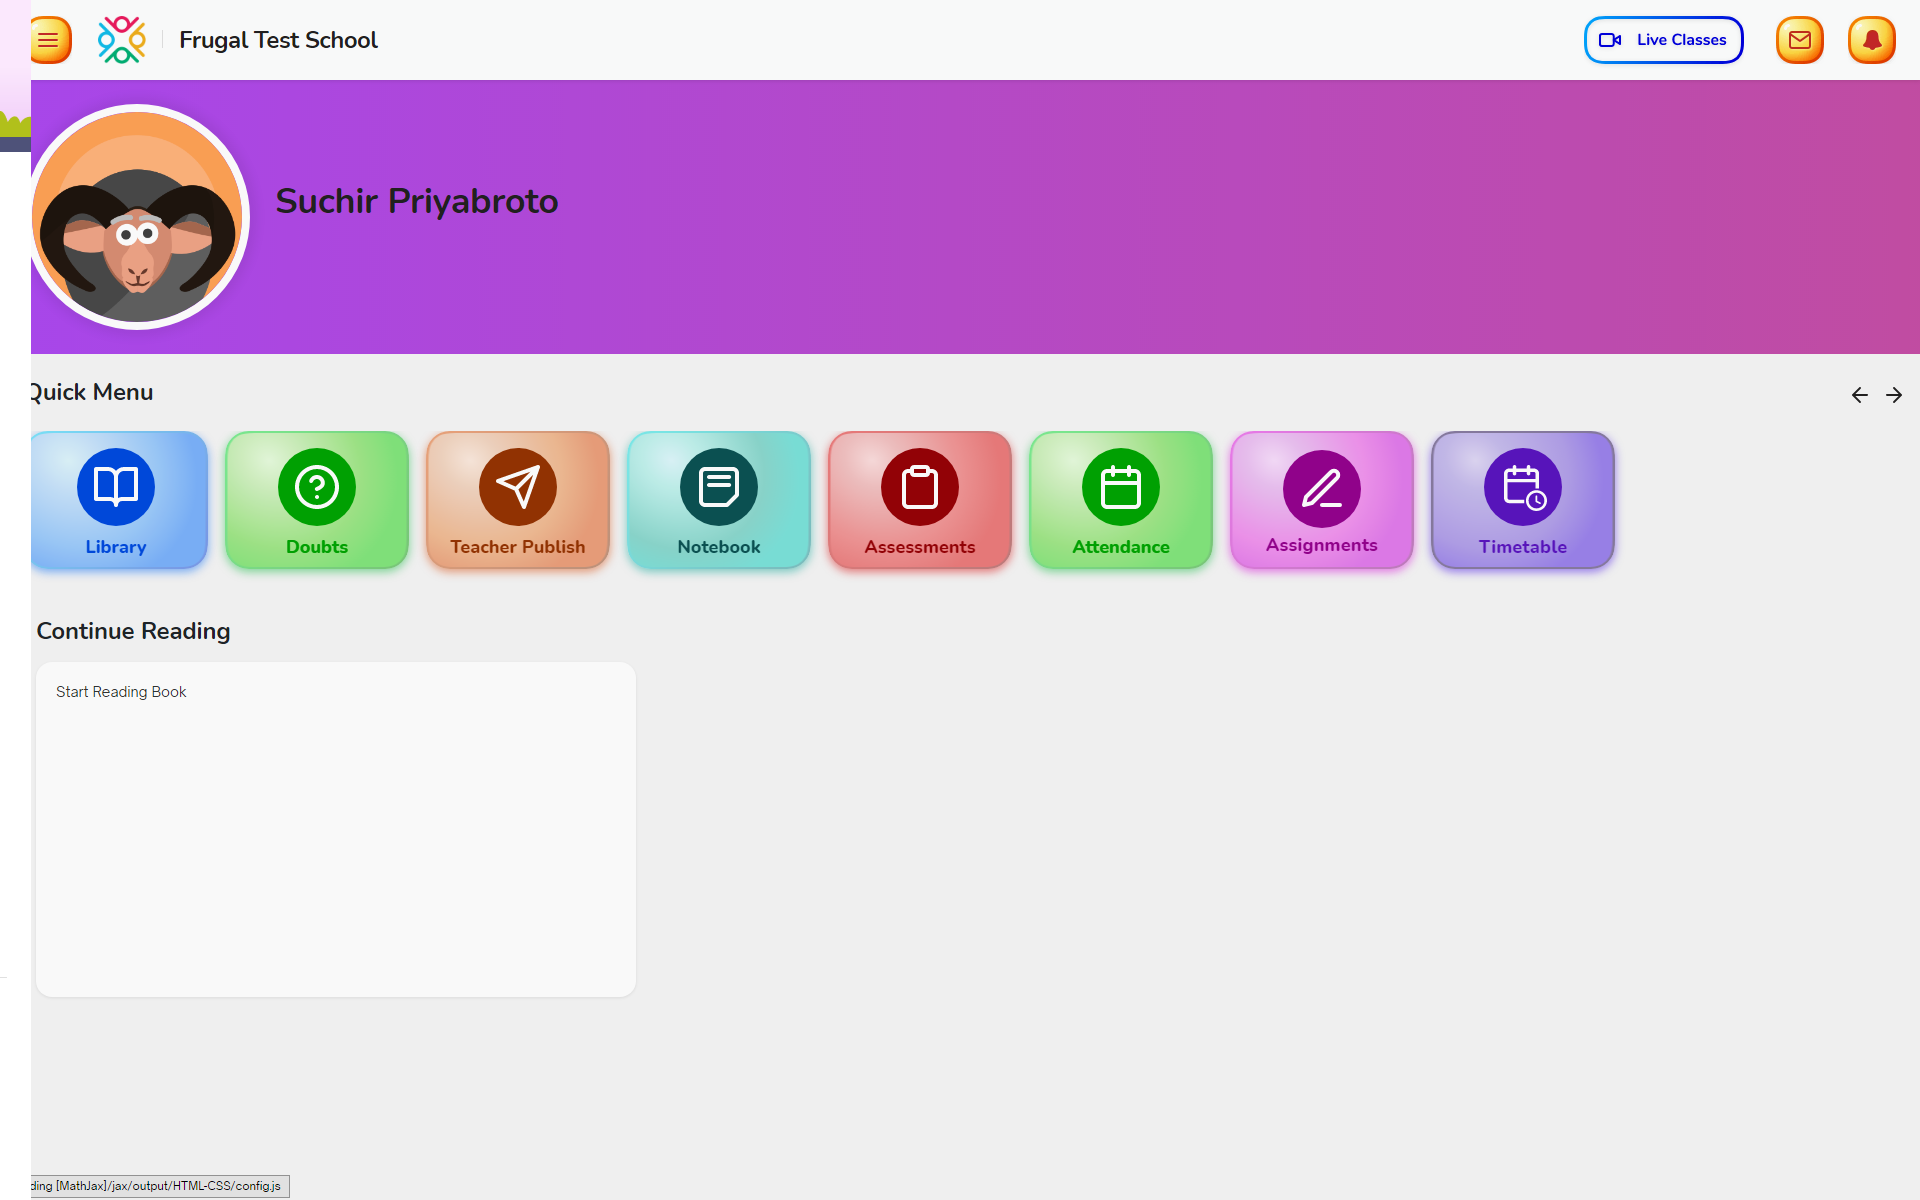 Frugal Test School
Live Classes
Suchir Priyabroto
Quick Menu
Library
Doubts
Teacher Publish
Notebook
Assessments
Attendance
Assignments
Timetable
Continue Reading
Start Reading Book
ding [MathJax]/jax/output/HTML-CSS/config.js